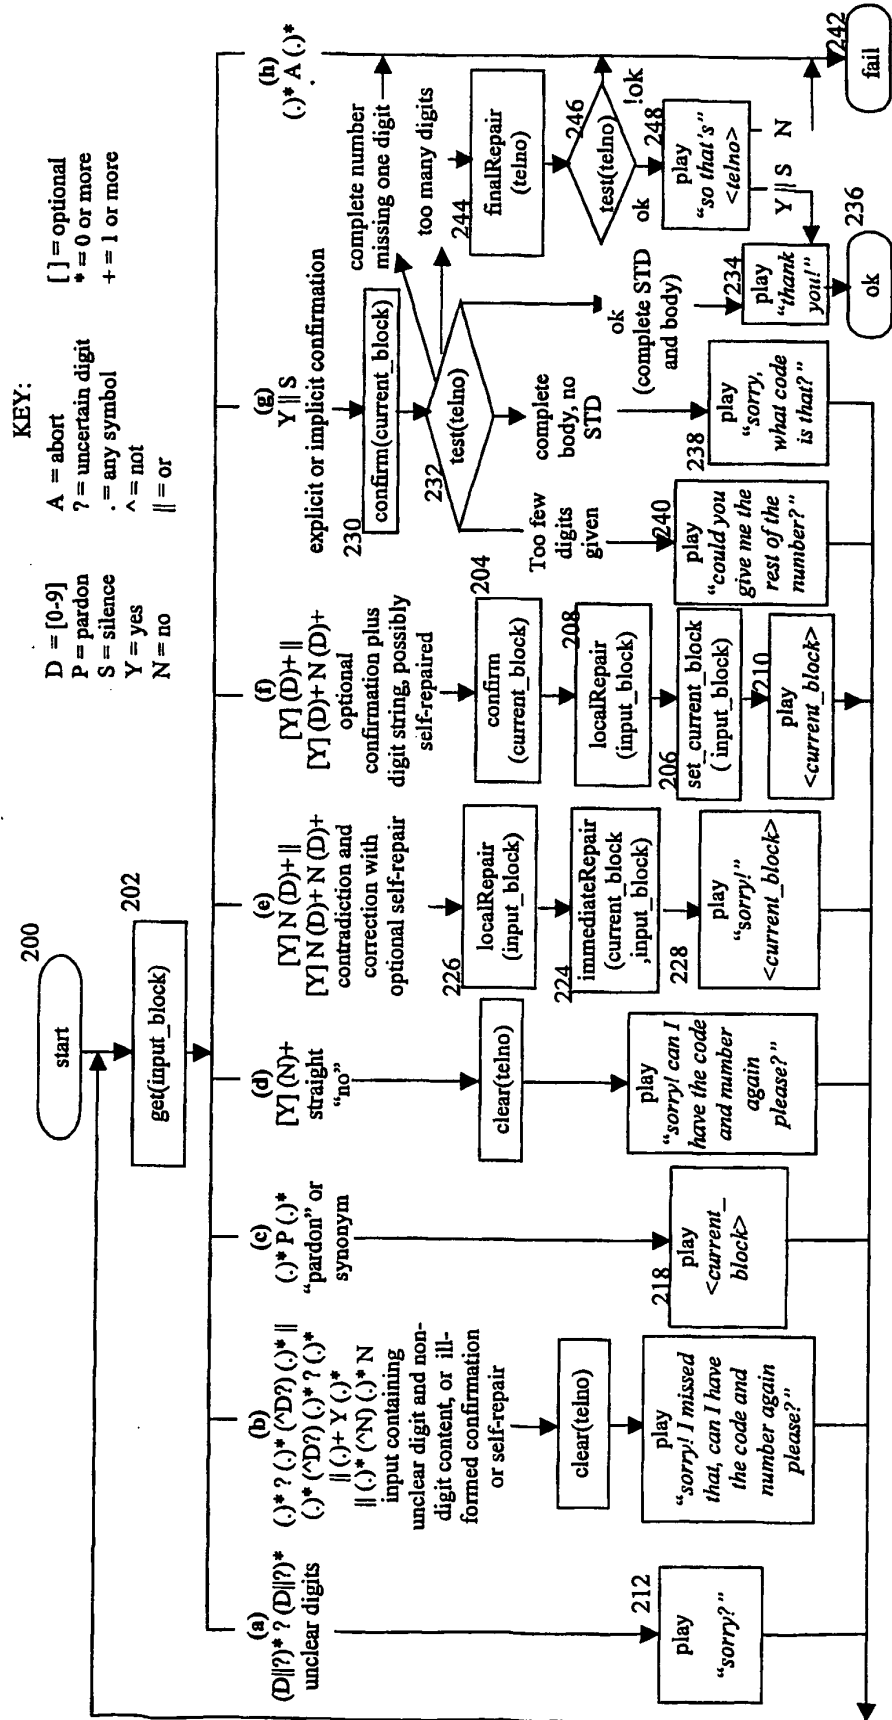 KEY:
D = [0-9]
P = pardon
S = silence
Y = yes
N = no
A = abort
? = uncertain digit
. = any symbol
^ = not
|| = or
[ ] = optional
* = 0 or more
+ = 1 or more
200
start
202
get(input_block)
(a)
(D||?)* ? (D||?)*
unclear digits
212
play
"sorry?"
(b)
(.)* ? (.)* (^D?) (.)* ||
(.)* (^D?) (.)* ? (.)*
|| (.)+ Y (.)*
|| (.)* (^N) (.)* N
input containing
unclear digit and non-
digit content, or ill-
formed confirmation
or self-repair
clear(telno)
play
"sorry! I missed
that, can I have
the code and
number again
please?"
(c)
(.)* P (.)*
"pardon" or
synonym
218
play
<current_
block>
(d)
[Y] (N)+
straight
"no"
clear(telno)
play
"sorry! can I
have the code
and number
again
please?"
(e)
[Y] N (D)+ ||
[Y] N (D)+ N (D)+
contradiction and
correction with
optional self-repair
226
localRepair
(input_block)
224
immediateRepair
(current_block
,input_block)
228
play
"sorry!"
<current_block>
(f)
[Y] (D)+ ||
[Y] (D)+ N (D)+
optional
confirmation plus
digit string, possibly
self-repaired
204
confirm
(current_block)
208
localRepair
(input_block)
206
set_current_block
( input_block)
210
play
<current_block>
(g)
Y || S
explicit or implicit confirmation
230
confirm(current_block)
232
test(telno)
Too few
digits
given
240
play
"could you
give me the
rest of the
number?"
complete
body, no
STD
238
play
"sorry,
what code
is that?"
ok
(complete STD
and body)
234
play
"thank
you!"
236
ok
complete number
missing one digit
too many digits
244
finalRepair
(telno)
246
test(telno)
!ok
ok
248
play
"so that's"
<telno>
Y || S
N
(h)
(.)* A (.)*
242
fail